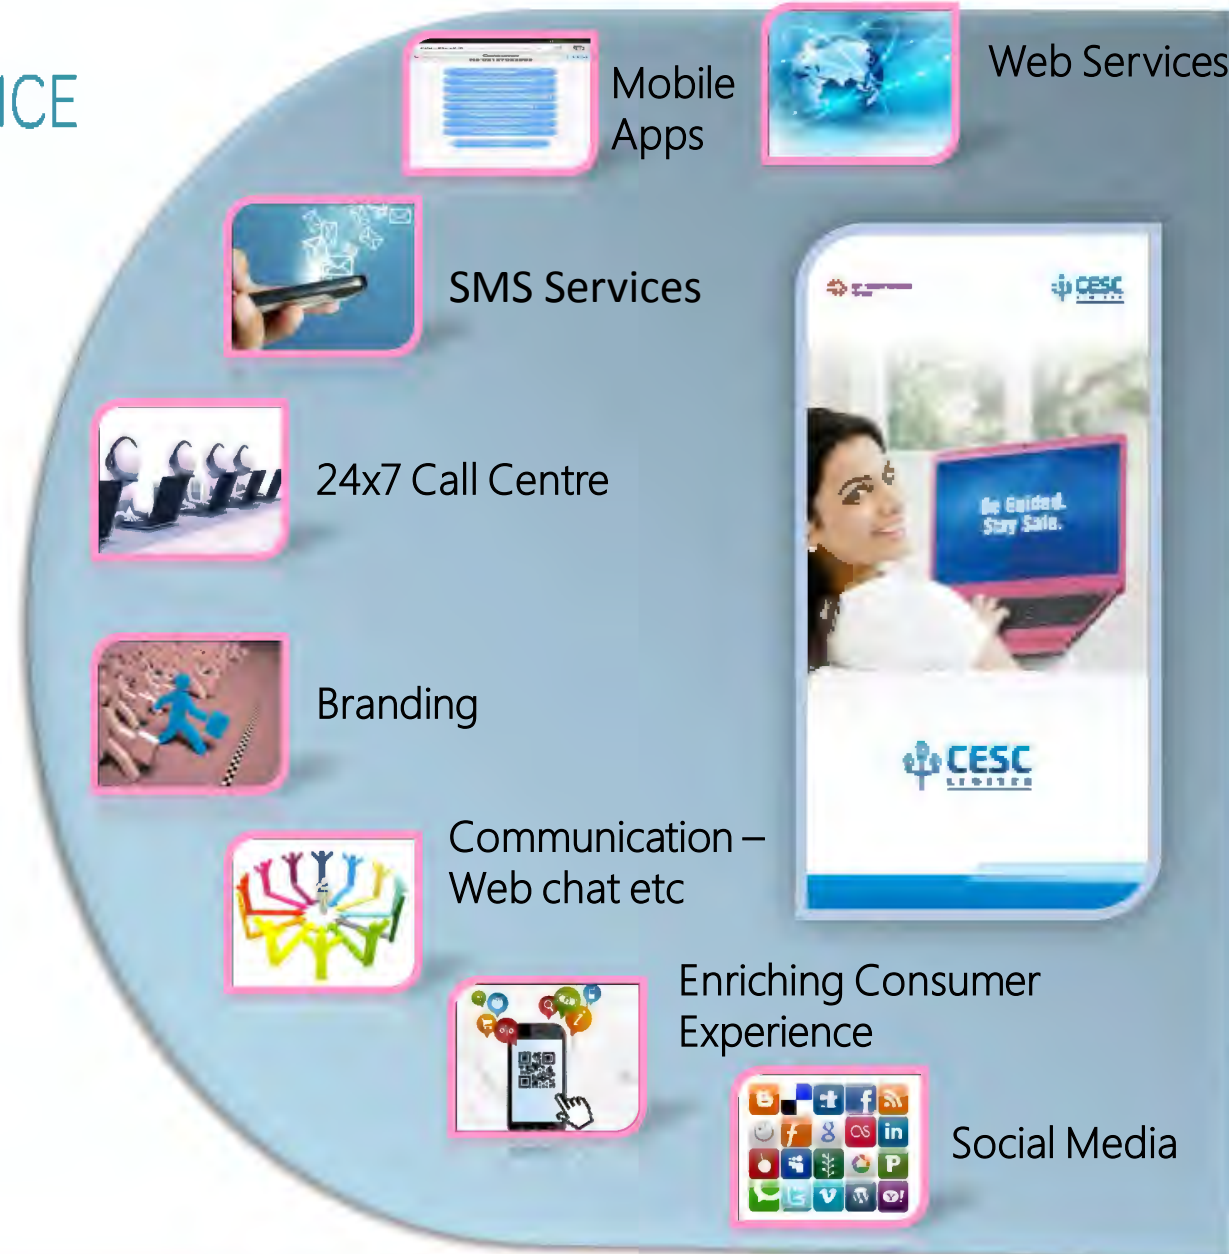 Web Services
Mobile
Apps
SMS Services
CESC
24x7 Call Centre
Be Guided.
Stay Safe.
Branding
CESC
LIMITED
Communication –
Web chat etc
Enriching Consumer
Experience
Social Media